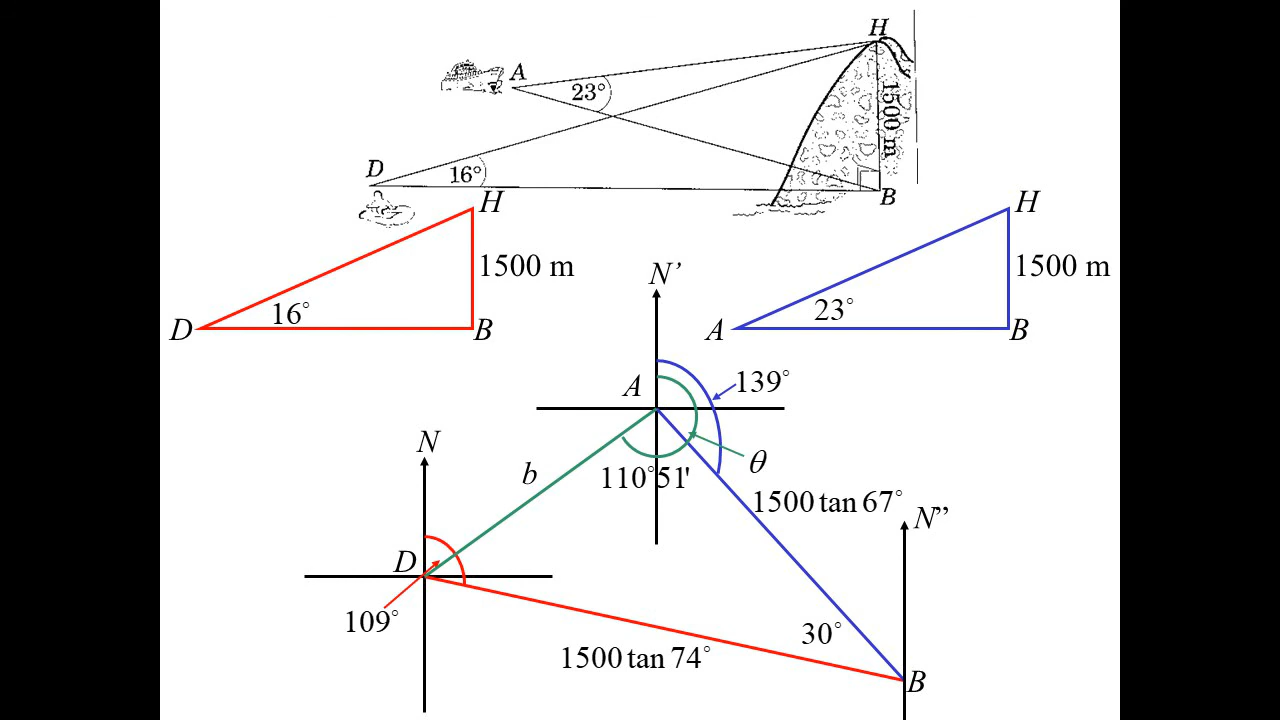 H
A
23°
1500 m
D
16°
B
H
1500 m
16°
D
B
H
1500 m
23°
A
B
N’
A
139°
N
b
110°51'
θ
1500 tan 67°
N”
D
109°
30°
1500 tan 74°
B